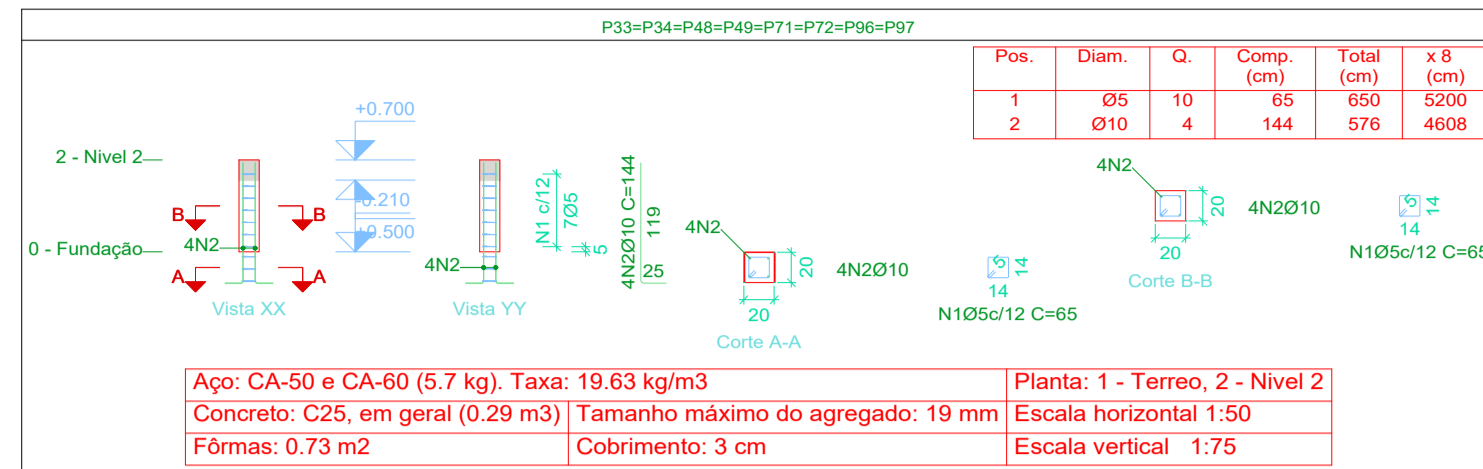 P33=P34=P48=P49=P71=P72=P96=P97
Pos. Diam. Q. Comp. (cm) Total (cm) x 8 (cm)
1 Ø5 10 65 650 5200
2 Ø10 4 144 576 4608
2 - Nivel 2
0 - Fundação
B B
4N2
A A
Vista XX
+0.700
-0.210
+0.500
4N2
Vista YY
N1 c/12
7Ø5
5
4N2Ø10 C=144
119
25
4N2
20
20
4N2Ø10
Corte A-A
5
14
14
N1Ø5c/12 C=65
4N2
20
20
4N2Ø10
Corte B-B
5
14
14
N1Ø5c/12 C=65
Aço: CA-50 e CA-60 (5.7 kg). Taxa: 19.63 kg/m3
Planta: 1 - Terreo, 2 - Nivel 2
Concreto: C25, em geral (0.29 m3)
Tamanho máximo do agregado: 19 mm
Escala horizontal 1:50
Fôrmas: 0.73 m2
Cobrimento: 3 cm
Escala vertical 1:75